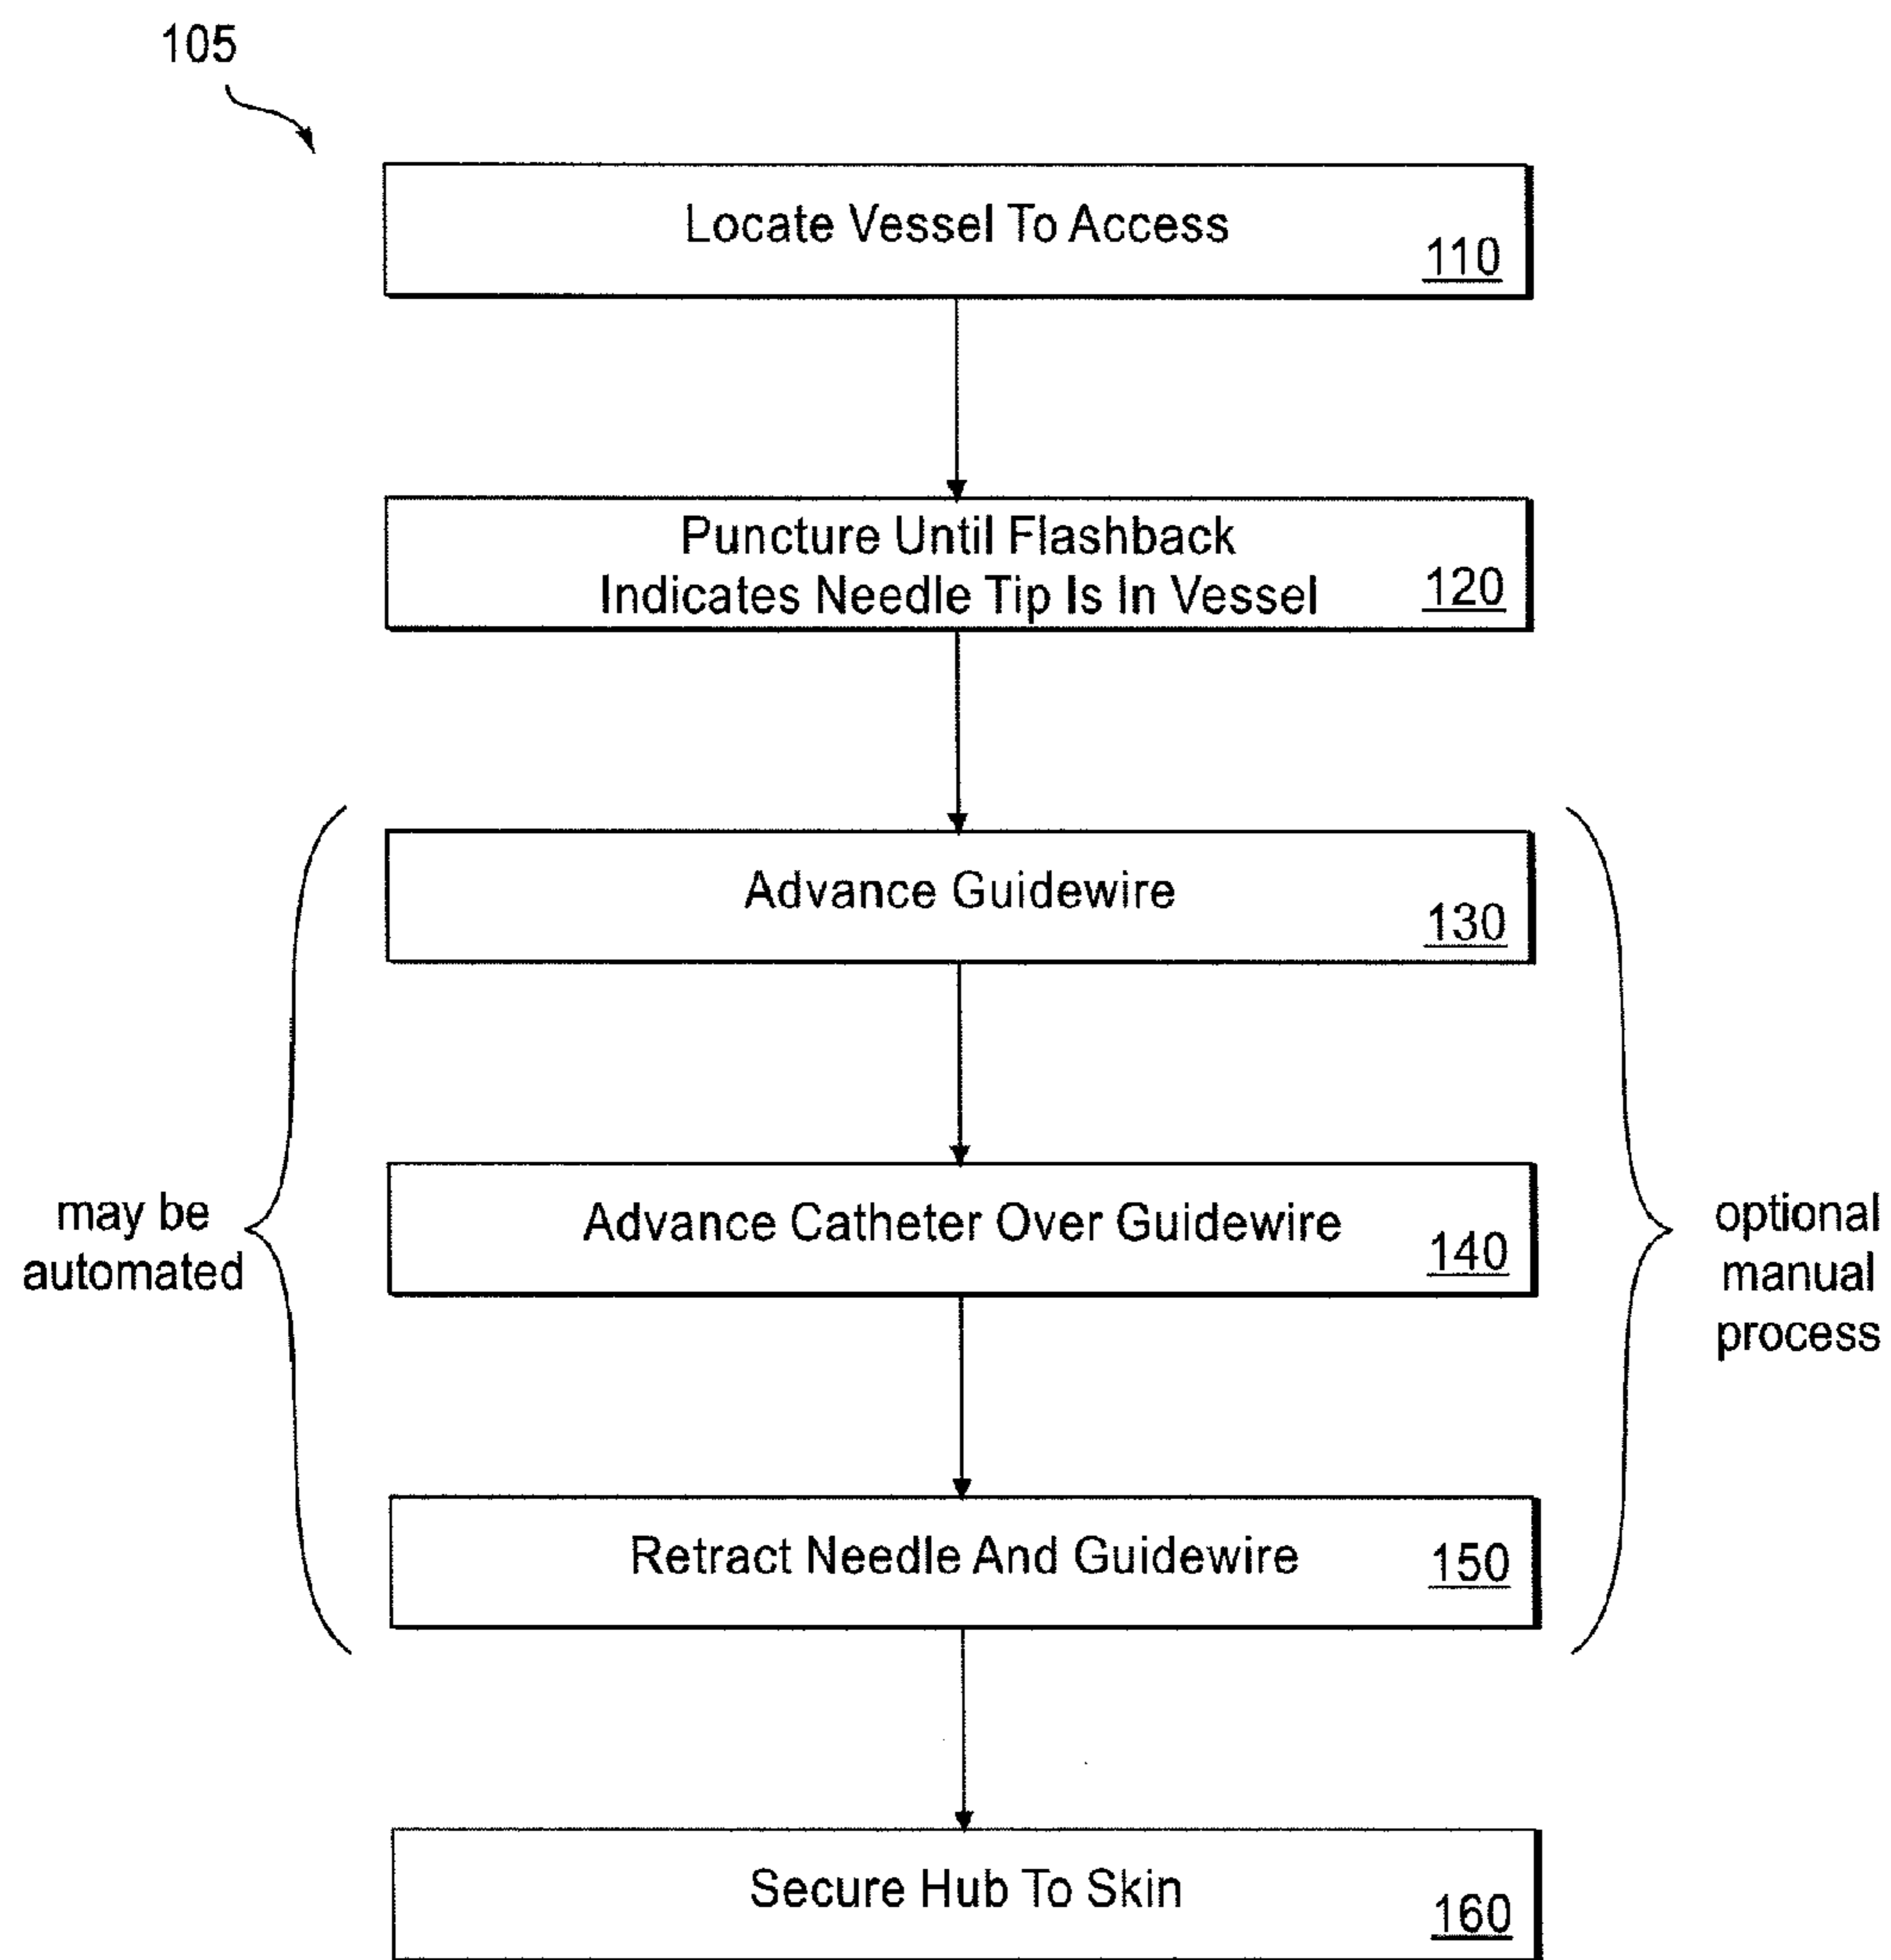 105
Locate Vessel To Access
110
Puncture Until Flashback
Indicates Needle Tip Is In Vessel
120
Advance Guidewire
130
may be
automated
Advance Catheter Over Guidewire
140
optional
manual
process
Retract Needle And Guidewire
150
Secure Hub To Skin
160